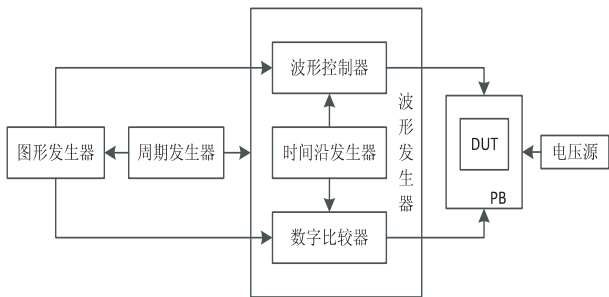 波形控制器
图形发生器
周期发生器
时间沿发生器
波形发生器
数字比较器
DUT
PB
电压源